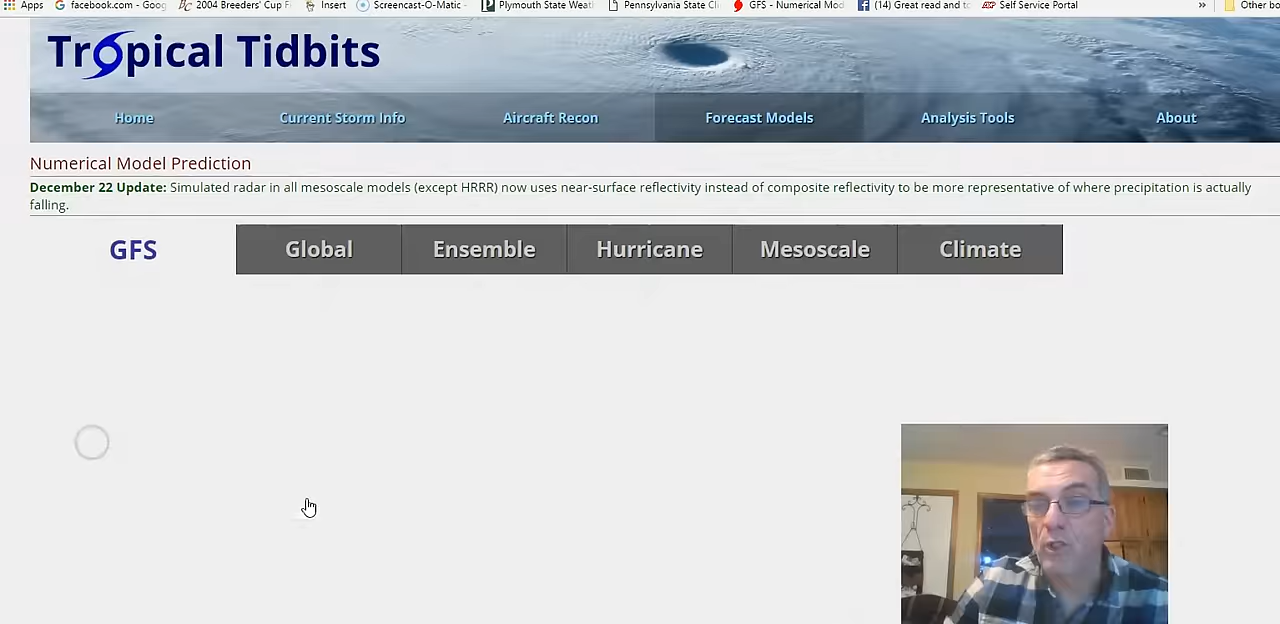 Apps facebook.com - Goog 2004 Breeders' Cup Fi Insert Screencast-O-Matic - Plymouth State Weat Pennsylvania State Cli GFS - Numerical Mod (14) Great read and to ADP Self Service Portal » Other bo
Tropical Tidbits
Home Current Storm Info Aircraft Recon Forecast Models Analysis Tools About
Numerical Model Prediction
December 22 Update: Simulated radar in all mesoscale models (except HRRR) now uses near-surface reflectivity instead of composite reflectivity to be more representative of where precipitation is actually
falling.
GFS Global Ensemble Hurricane Mesoscale Climate